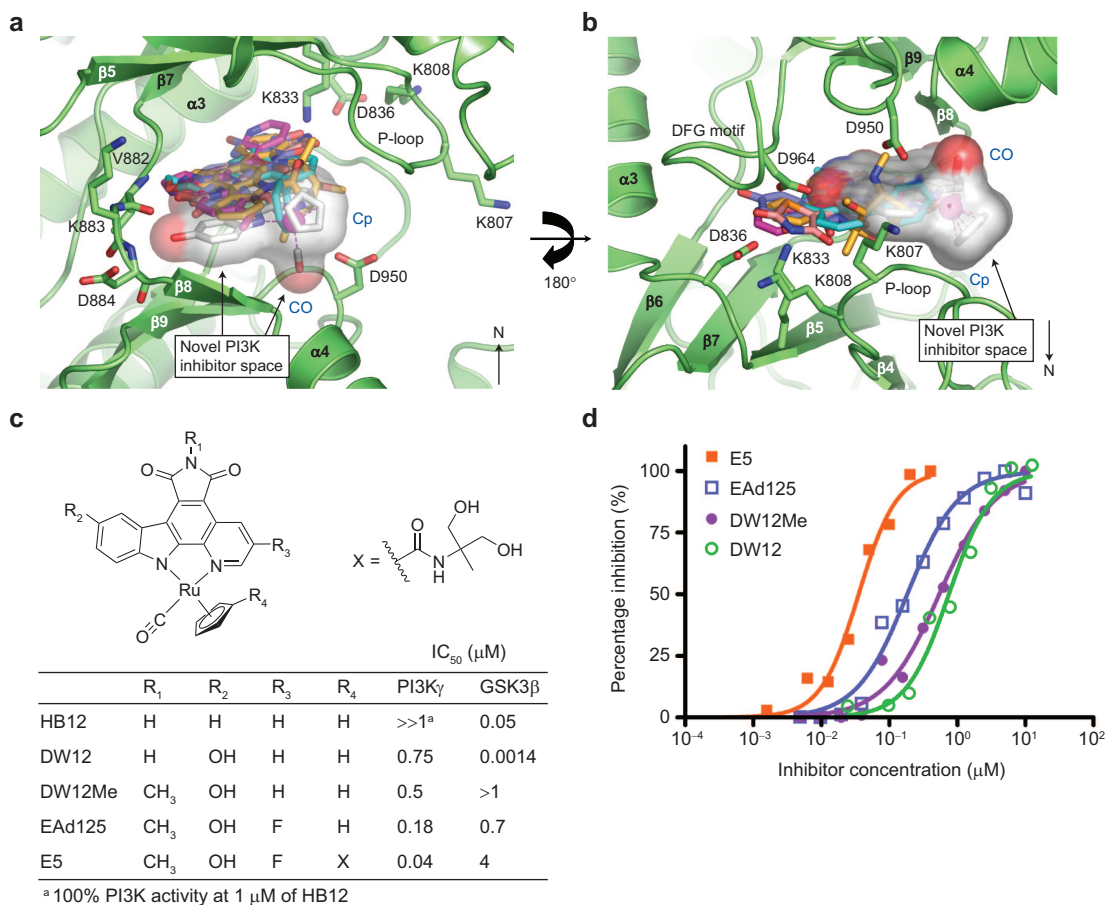 a
β5
β7
α3
K833
D836
K808
P-loop
V882
K883
K807
Cp
D884
β8
D950
β9
CO
Novel PI3K
inhibitor space
α4
N
180°
b
β9
α4
β8
D950
DFG motif
CO
α3
D964
D836
K807
K833
K808
Cp
P-loop
β6
β5
Novel PI3K
inhibitor space
β7
β4
N
c
R₁
O N O
R₂
R₃
N N
Ru
R₄
O≡C
X =
O
OH
OH
N
H
IC₅₀ (μM)
R₁ R₂ R₃ R₄ PI3Kγ GSK3β
HB12 H H H H >>1ᵃ 0.05
DW12 H OH H H 0.75 0.0014
DW12Me CH₃ OH H H 0.5 >1
EAd125 CH₃ OH F H 0.18 0.7
E5 CH₃ OH F X 0.04 4
ᵃ 100% PI3K activity at 1 μM of HB12
d
E5
EAd125
DW12Me
DW12
Percentage inhibition (%)
100
75
50
25
0
10⁻⁴ 10⁻³ 10⁻² 10⁻¹ 10⁰ 10¹ 10²
Inhibitor concentration (μM)